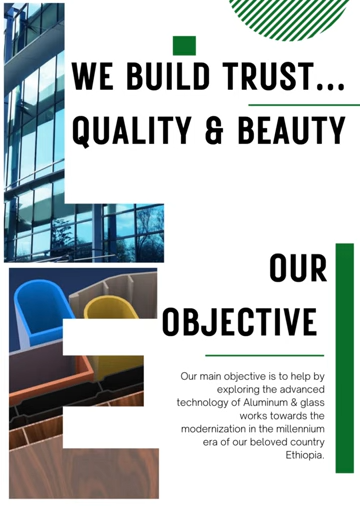 WE BUILD TRUST...
QUALITY & BEAUTY
OUR
OBJECTIVE
Our main objective is to help by
exploring the advanced
technology of Aluminum & glass
works towards the
modernization in the millennium
era of our beloved country
Ethiopia.